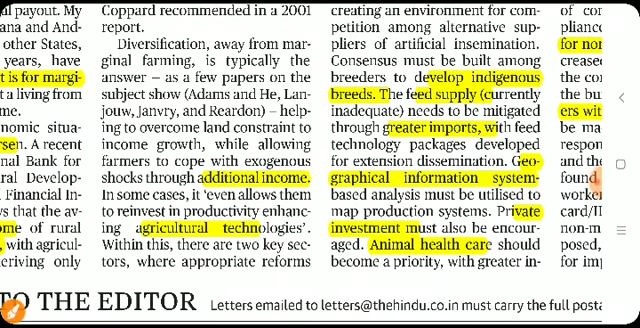 al payout. My
ana and And-
other States,
years, have
t is for margi-
t a living from
me.
nomic situa-
rsen. A recent
nal Bank for
ral Develop-
Financial In-
vs that the av-
ome of rural
, with agricul-
eriving only
Coppard recommended in a 2001
report.
Diversification, away from mar-
ginal farming, is typically the
answer – as a few papers on the
subject show (Adams and He, Lan-
jouw, Janvry, and Reardon) – help-
ing to overcome land constraint to
income growth, while allowing
farmers to cope with exogenous
shocks through additional income.
In some cases, it ‘even allows them
to reinvest in productivity enhanc-
ing agricultural technologies’.
Within this, there are two key sec-
tors, where appropriate reforms
creating an environment for com-
petition among alternative sup-
pliers of artificial insemination.
Consensus must be built among
breeders to develop indigenous
breeds. The feed supply (currently
inadequate) needs to be mitigated
through greater imports, with feed
technology packages developed
for extension dissemination. Geo-
graphical information system-
based analysis must be utilised to
map production systems. Private
investment must also be encour-
aged. Animal health care should
become a priority, with greater in-
of cor
plianc
for nor
crease
the co
the bu
ers wit
be ma
respon
and the
found
worke
card/II
non-m
posed,
for imp
TO THE EDITOR
Letters emailed to letters@thehindu.co.in must carry the full posta